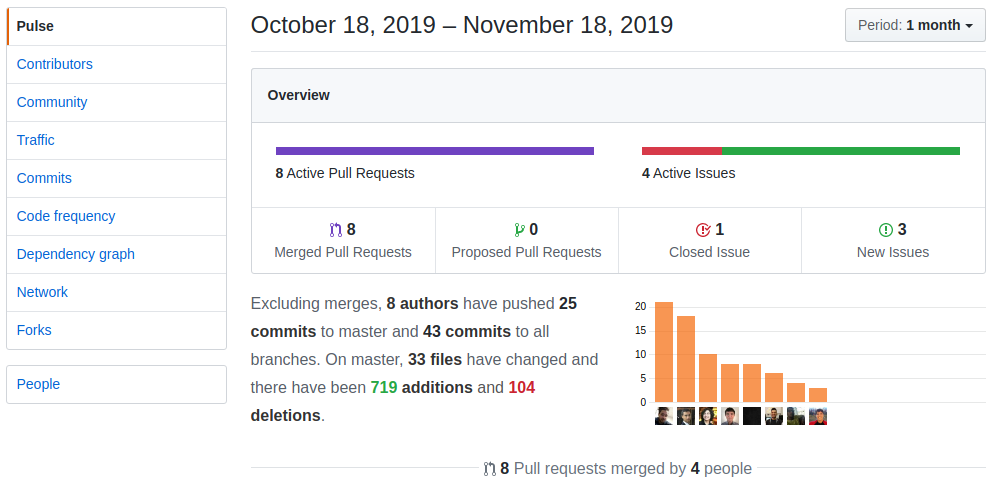 Pulse
Contributors
Community
Traffic
Commits
Code frequency
Dependency graph
Network
Forks
People
October 18, 2019 – November 18, 2019
Period: 1 month
Overview
8 Active Pull Requests
4 Active Issues
8
Merged Pull Requests
0
Proposed Pull Requests
1
Closed Issue
3
New Issues
Excluding merges, 8 authors have pushed 25
commits to master and 43 commits to all
branches. On master, 33 files have changed and
there have been 719 additions and 104
deletions.
20
15
10
5
0
8 Pull requests merged by 4 people